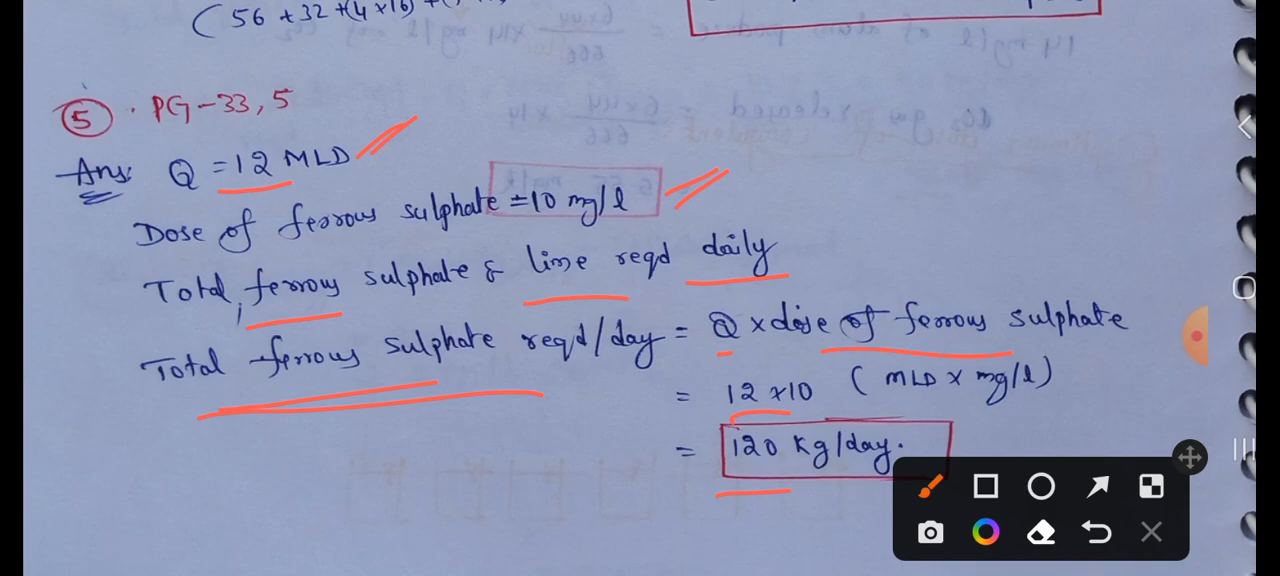 (56 + 32 + (4 x 16) +
⑤ . PG-33, 5
Ans: Q = 12 MLD
Dose of ferrous sulphate = 10 mg/l
Total ferrous sulphate & lime reqd daily
Total ferrous sulphate reqd/day = Q x dose of ferrous sulphate
= 12 x 10 (MLD x mg/l)
= 120 Kg/day.